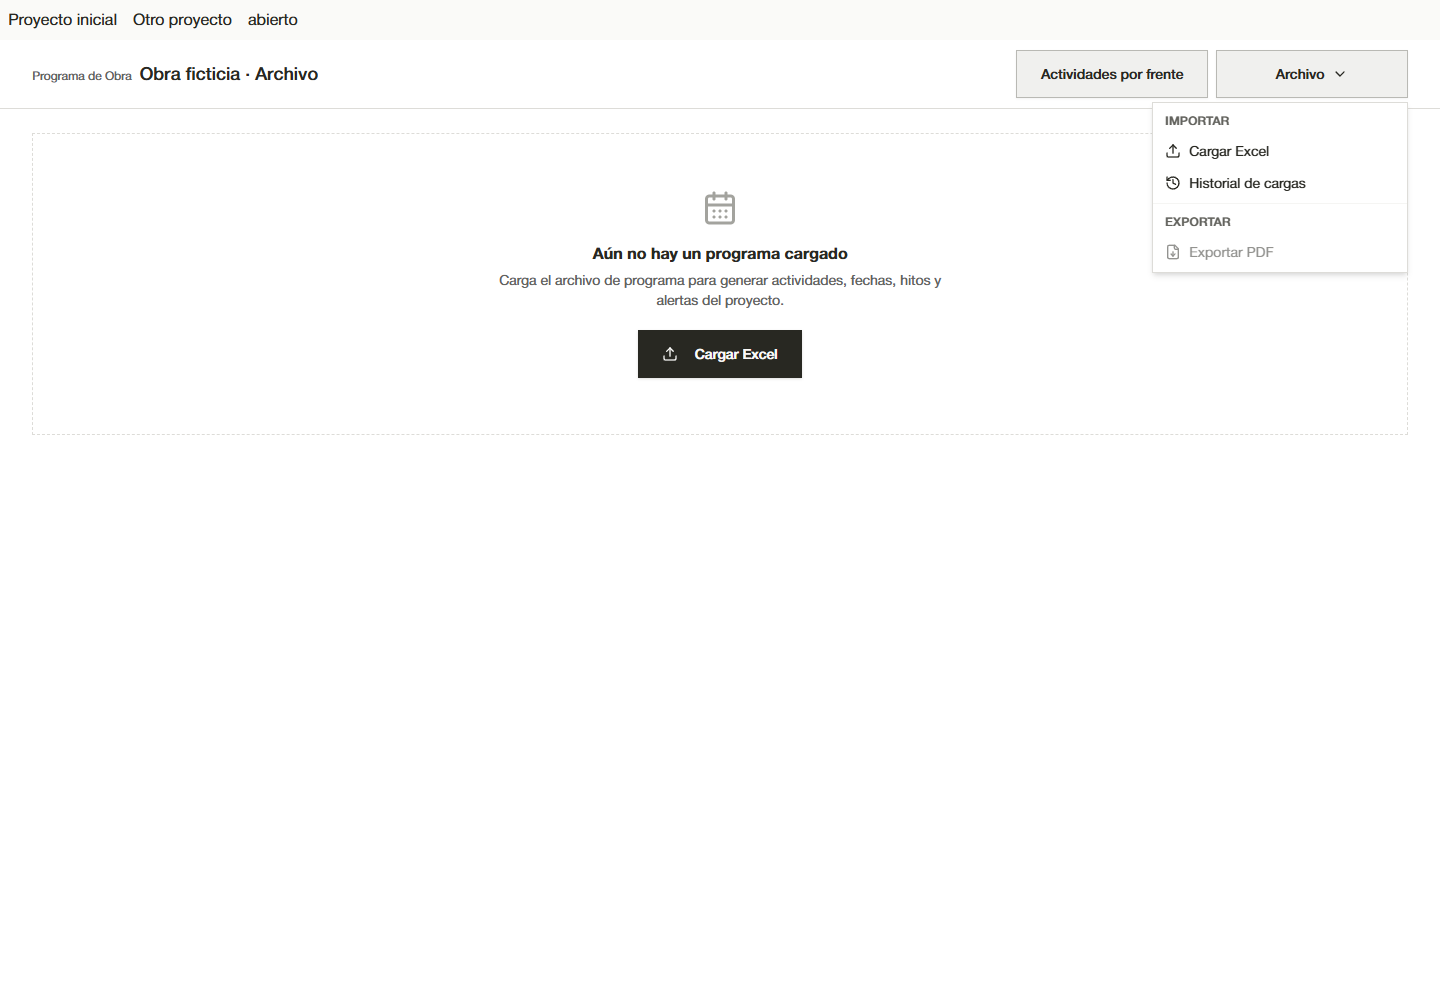 Proyecto inicial Otro proyecto abierto
Programa de Obra Obra ficticia · Archivo
Actividades por frente
Archivo
IMPORTAR
Cargar Excel
Historial de cargas
EXPORTAR
Exportar PDF
Aún no hay un programa cargado
Carga el archivo de programa para generar actividades, fechas, hitos y
alertas del proyecto.
Cargar Excel